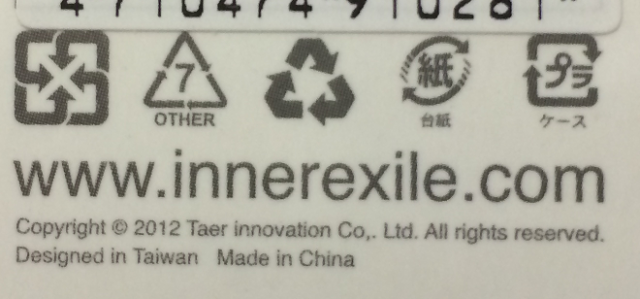 7
紙
プラ
OTHER
台紙
ケース
www.innerexile.com
Copyright © 2012 Taer innovation Co,. Ltd. All rights reserved.
Designed in Taiwan Made in China